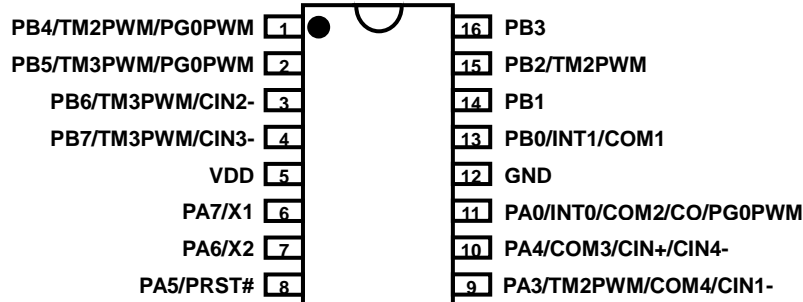 PB4/TM2PWM/PG0PWM 1 16 PB3
PB5/TM3PWM/PG0PWM 2 15 PB2/TM2PWM
PB6/TM3PWM/CIN2- 3 14 PB1
PB7/TM3PWM/CIN3- 4 13 PB0/INT1/COM1
VDD 5 12 GND
PA7/X1 6 11 PA0/INT0/COM2/CO/PG0PWM
PA6/X2 7 10 PA4/COM3/CIN+/CIN4-
PA5/PRST# 8 9 PA3/TM2PWM/COM4/CIN1-